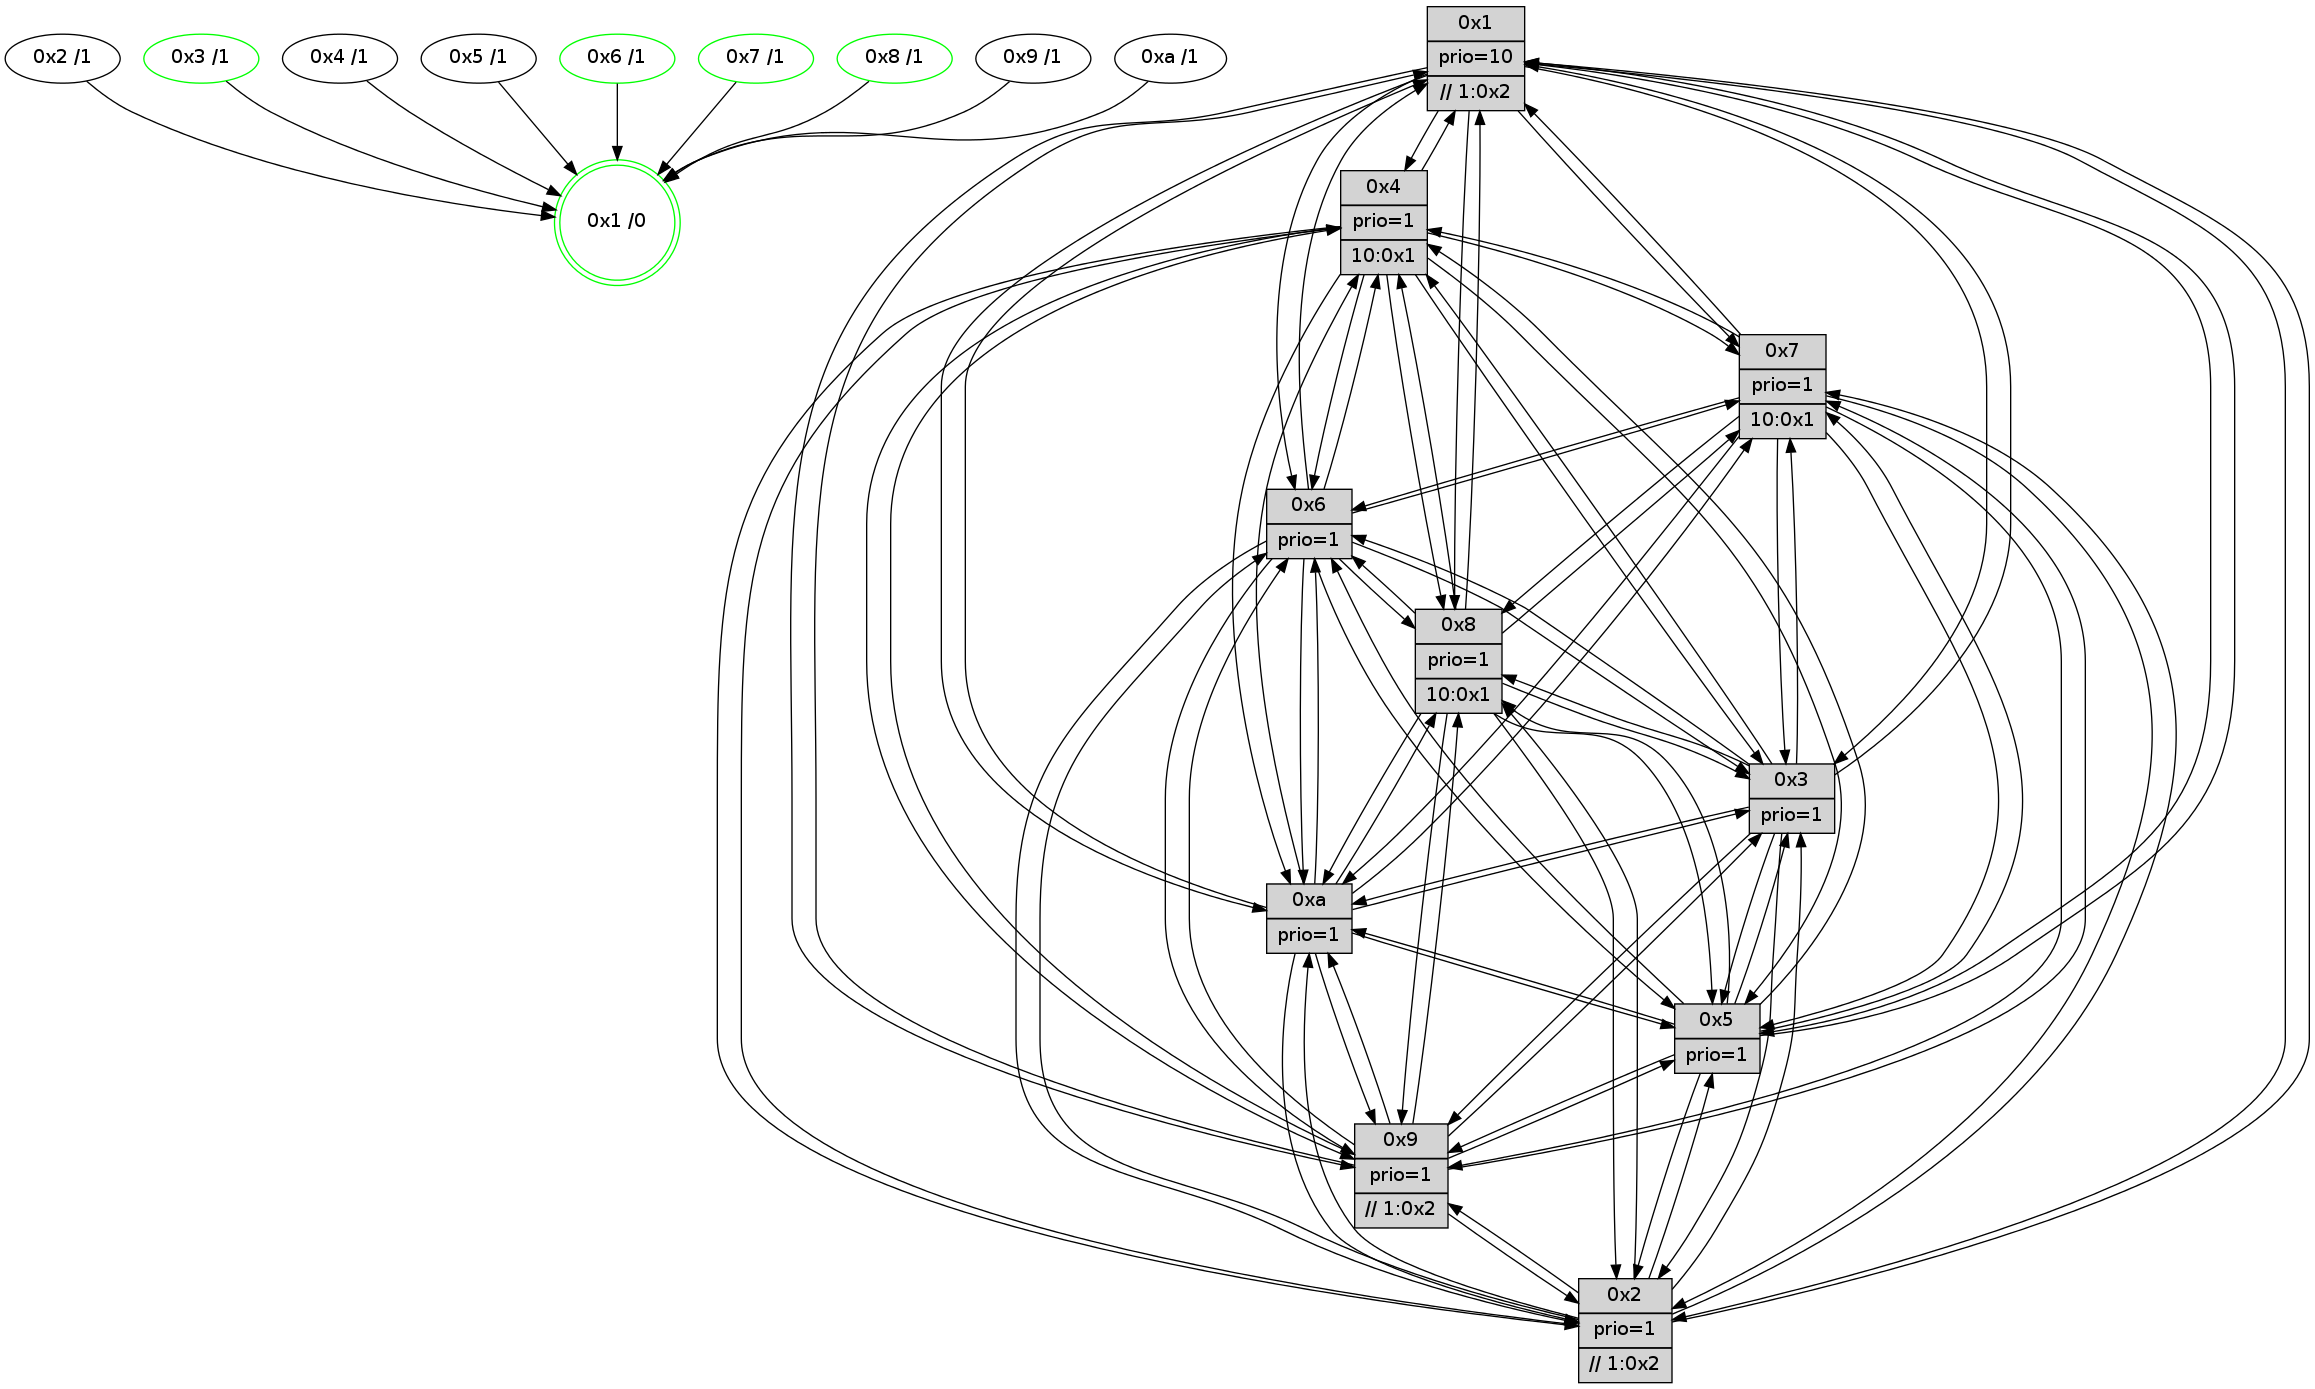 0x2 /1
0x3 /1
0x4 /1
0x5 /1
0x6 /1
0x7 /1
0x8 /1
0x9 /1
0xa /1
0x1 /0
0x1
prio=10
// 1:0x2
0x4
prio=1
10:0x1
0x7
prio=1
10:0x1
0x6
prio=1
0x8
prio=1
10:0x1
0x3
prio=1
0xa
prio=1
0x5
prio=1
0x9
prio=1
// 1:0x2
0x2
prio=1
// 1:0x2